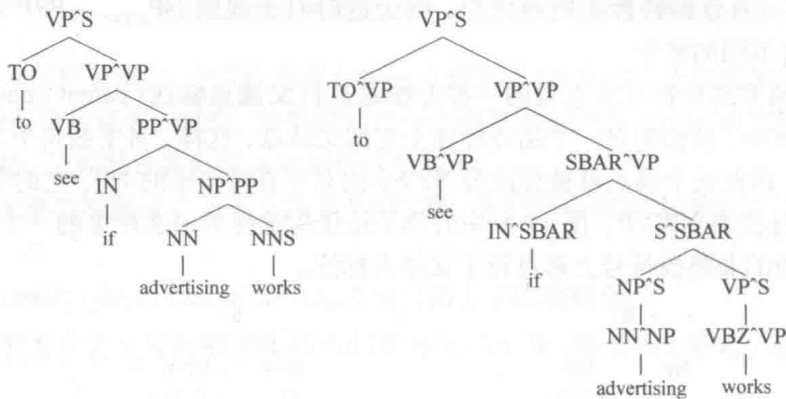 VP^S
TO VP^VP
to
VB PP^VP
see
IN NP^PP
if
NN NNS
advertising works
VP^S
TO^VP VP^VP
to
VB^VP SBAR^VP
see
IN^SBAR S^SBAR
if
NP^S VP^S
NN^NP VBZ^VP
advertising works